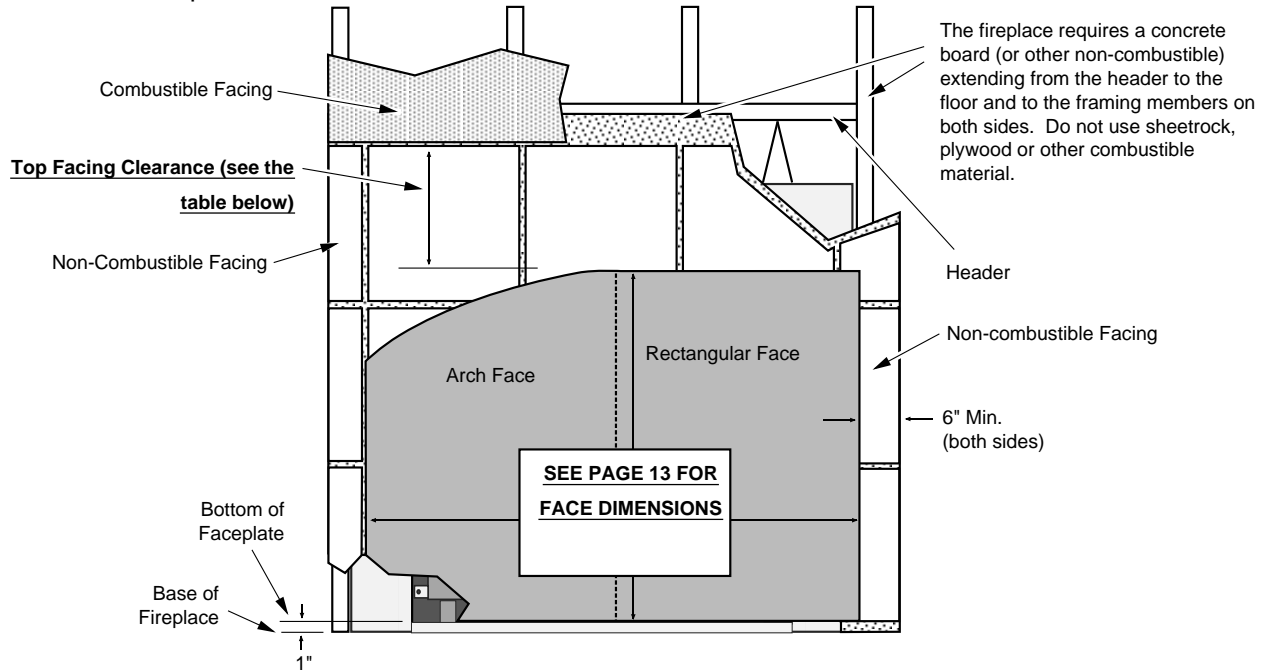 The fireplace requires a concrete
board (or other non-combustible)
extending from the header to the
floor and to the framing members on
both sides. Do not use sheetrock,
plywood or other combustible
material.
Combustible Facing
Top Facing Clearance (see the
table below)
Non-Combustible Facing
Header
Non-combustible Facing
Rectangular Face
Arch Face
6" Min.
(both sides)
SEE PAGE 13 FOR
FACE DIMENSIONS
Bottom of
Faceplate
Base of
Fireplace
1"